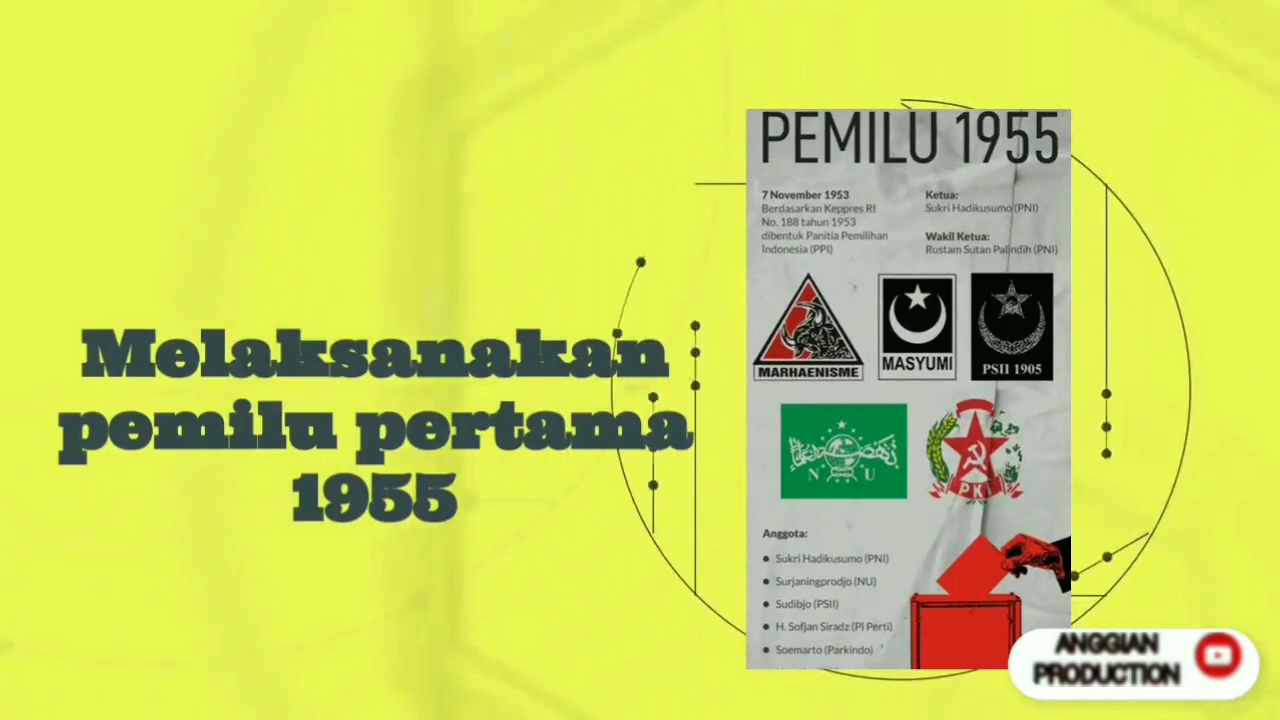 Melaksanakan
pemilu pertama
1955
PEMILU 1955
7 November 1953
Berdasarkan Keppres RI
No. 188 tahun 1953
dibentuk Panitia Pemilihan
Indonesia (PPI)
Ketua:
Sukri Hadikusumo (PNI)
Wakil Ketua:
Rustam Sutan Palindih (PNI)
MARHAENISME
MASYUMI
PSII 1905
N U
PKI
Anggota:
• Sukri Hadikusumo (PNI)
• Surjaningprodjo (NU)
• Sudibjo (PSII)
• H. Sofjan Siradz (PI Perti)
• Soemarto (Parkindo)
ANGGIAN
PRODUCTION